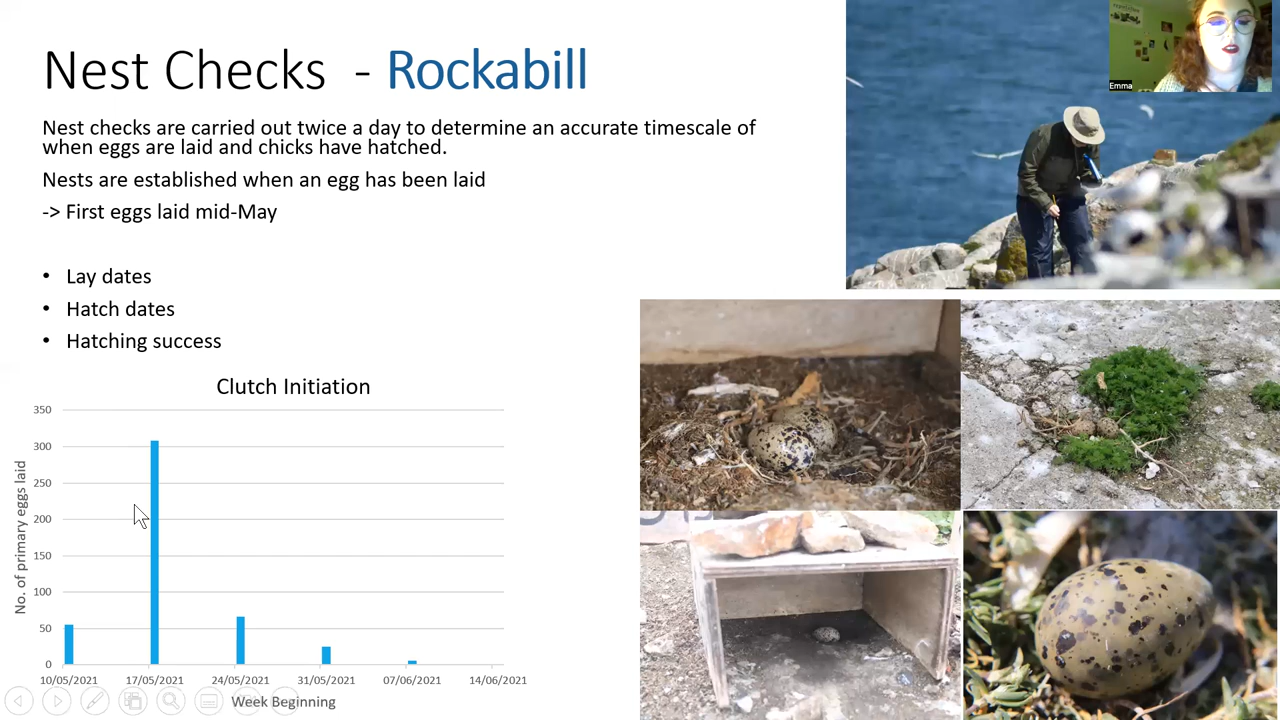 Nest Checks - Rockabill
Emma
Nest checks are carried out twice a day to determine an accurate timescale of
when eggs are laid and chicks have hatched.
Nests are established when an egg has been laid
-> First eggs laid mid-May
• Lay dates
• Hatch dates
• Hatching success
Clutch Initiation
No. of primary eggs laid
350
300
250
200
150
100
50
0
10/05/2021 17/05/2021 24/05/2021 31/05/2021 07/06/2021 14/06/2021
Week Beginning